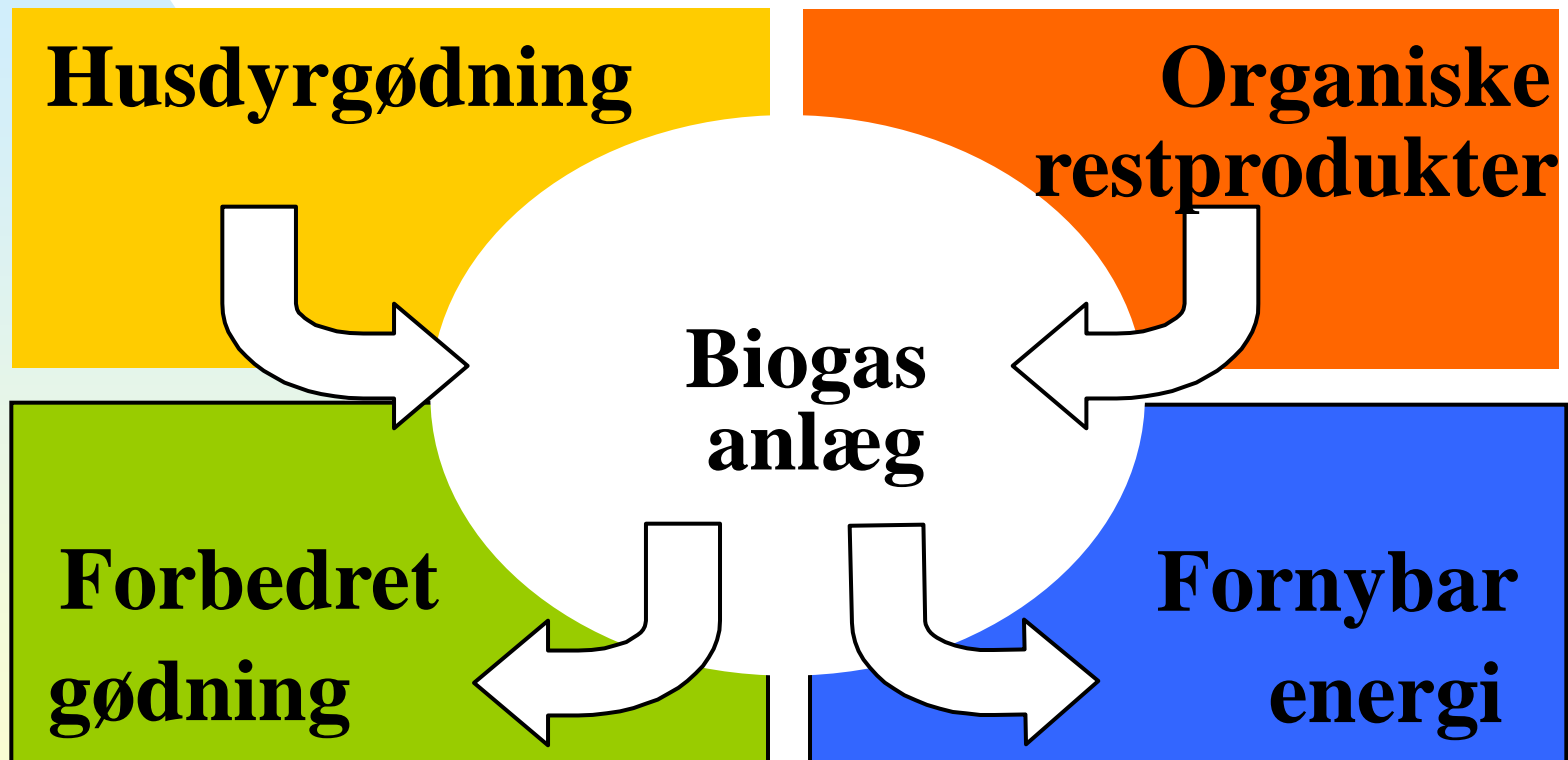 Husdyrgødning
Organiske
restprodukter
Biogas
anlæg
Forbedret
gødning
Fornybar
energi